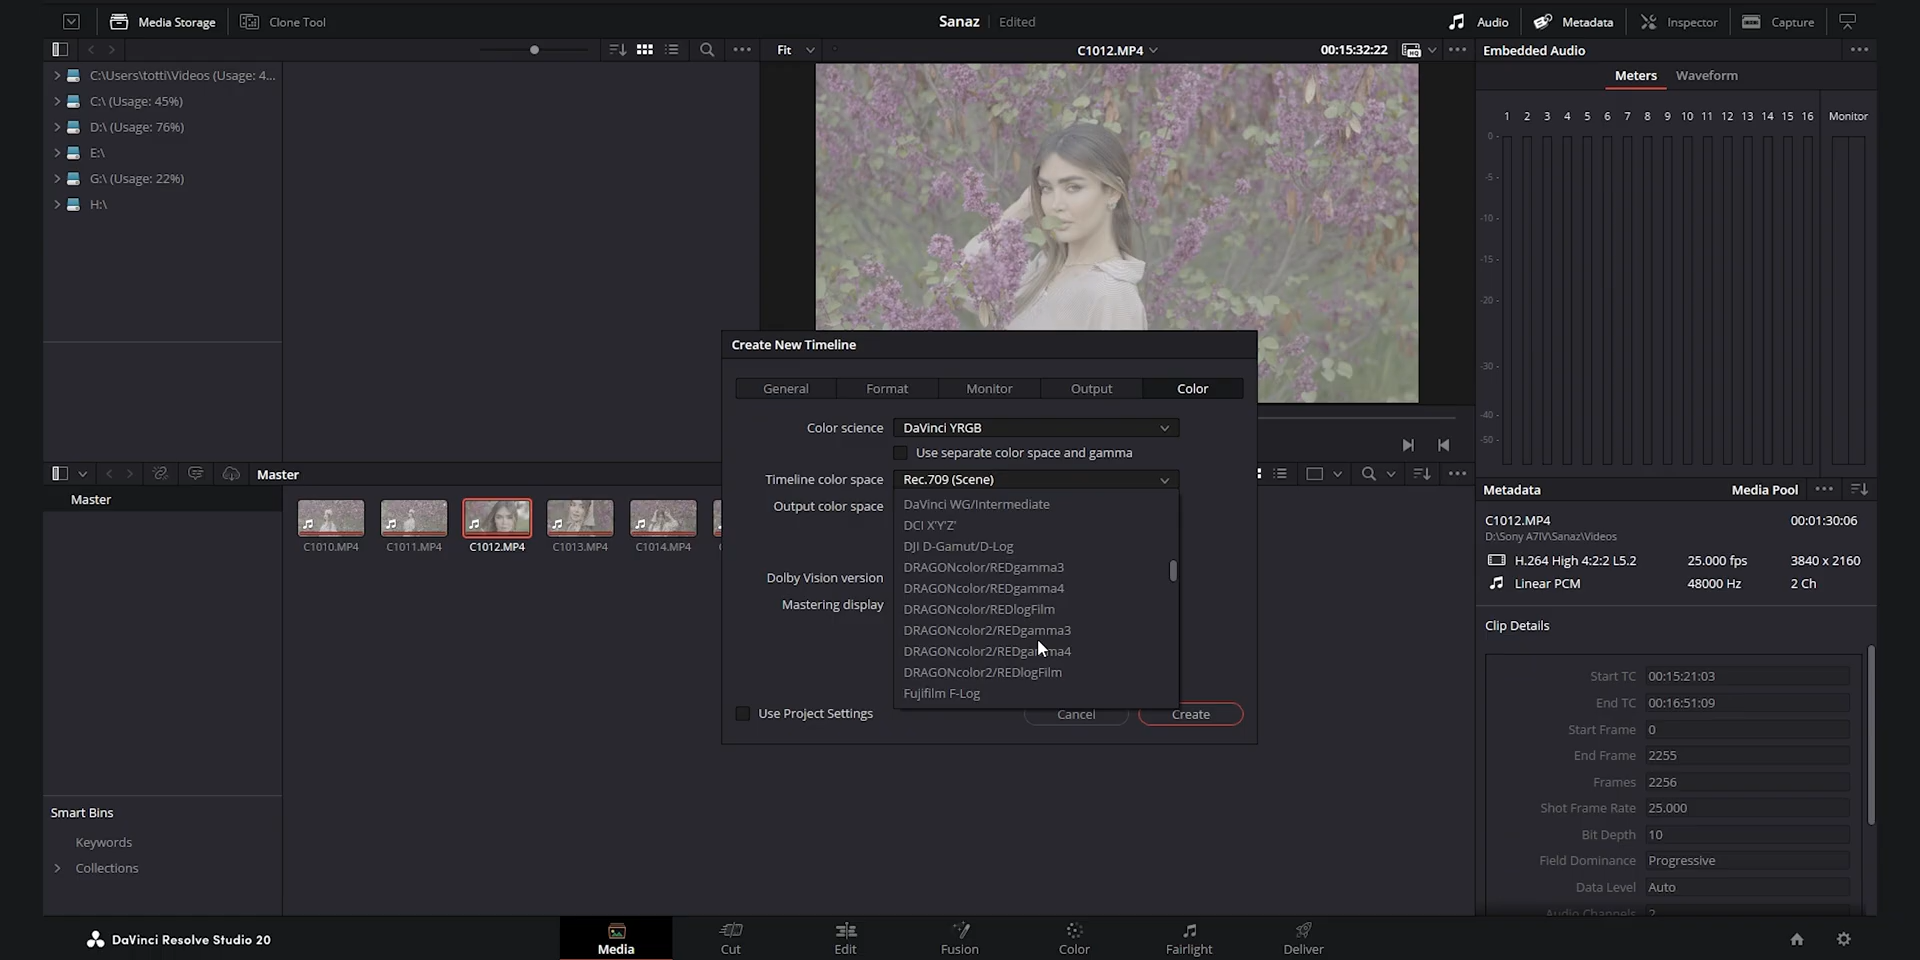 Media Storage
Clone Tool
Sanaz
Edited
Audio
Metadata
Inspector
Capture
Fit
C1012.MP4
00:15:32:22
Embedded Audio
C:\Users\totti\Videos (Usage: 4...
C:\ (Usage: 45%)
D:\ (Usage: 76%)
E:\
G:\ (Usage: 22%)
H:\
Meters
Waveform
1 2 3 4 5 6 7 8 9 10 11 12 13 14 15 16 Monitor
0
-5
-10
-15
-20
-30
-40
-50
Create New Timeline
General
Format
Monitor
Output
Color
Color science
DaVinci YRGB
Use separate color space and gamma
Timeline color space
Rec.709 (Scene)
Output color space
DaVinci WG/Intermediate
DCI X'Y'Z'
DJI D-Gamut/D-Log
DRAGONcolor/REDgamma3
DRAGONcolor/REDgamma4
DRAGONcolor/REDlogFilm
DRAGONcolor2/REDgamma3
DRAGONcolor2/REDgamma4
DRAGONcolor2/REDlogFilm
Fujifilm F-Log
Dolby Vision version
Mastering display
Use Project Settings
Cancel
Create
Master
Master
C1010.MP4
C1011.MP4
C1012.MP4
C1013.MP4
C1014.MP4
Smart Bins
Keywords
Collections
Metadata
Media Pool
C1012.MP4
00:01:30:06
D:\Sony A7IV\Sanaz\Videos
H.264 High 4:2:2 L5.2
25.000 fps
3840 x 2160
Linear PCM
48000 Hz
2 Ch
Clip Details
Start TC 00:15:21:03
End TC 00:16:51:09
Start Frame 0
End Frame 2255
Frames 2256
Shot Frame Rate 25.000
Bit Depth 10
Field Dominance Progressive
Data Level Auto
Audio Channels 2
DaVinci Resolve Studio 20
Media
Cut
Edit
Fusion
Color
Fairlight
Deliver